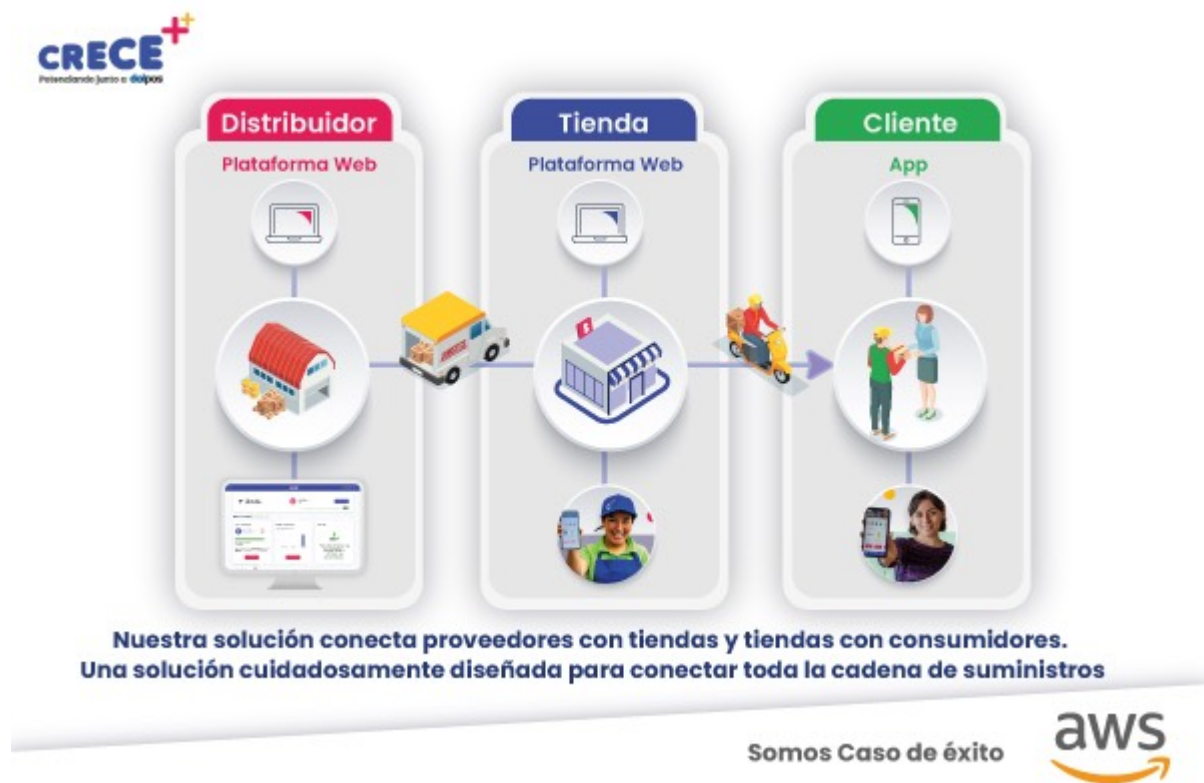 CRECE++
Potenciando junto a dolpos
Distribuidor
Tienda
Cliente
Plataforma Web
Plataforma Web
App
Nuestra solución conecta proveedores con tiendas y tiendas con consumidores.
Una solución cuidadosamente diseñada para conectar toda la cadena de suministros
Somos Caso de éxito
aws